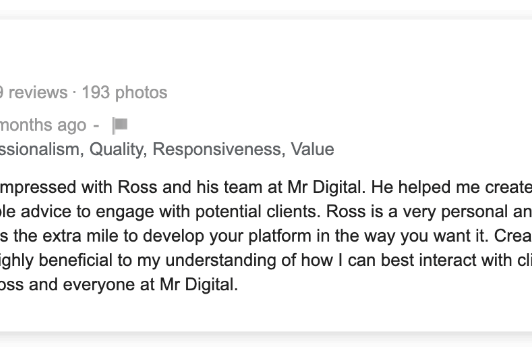 9 reviews · 193 photos
months ago -
ssionalism, Quality, Responsiveness, Value
mpressed with Ross and his team at Mr Digital. He helped me create
ble advice to engage with potential clients. Ross is a very personal an
s the extra mile to develop your platform in the way you want it. Crea
ighly beneficial to my understanding of how I can best interact with cli
oss and everyone at Mr Digital.